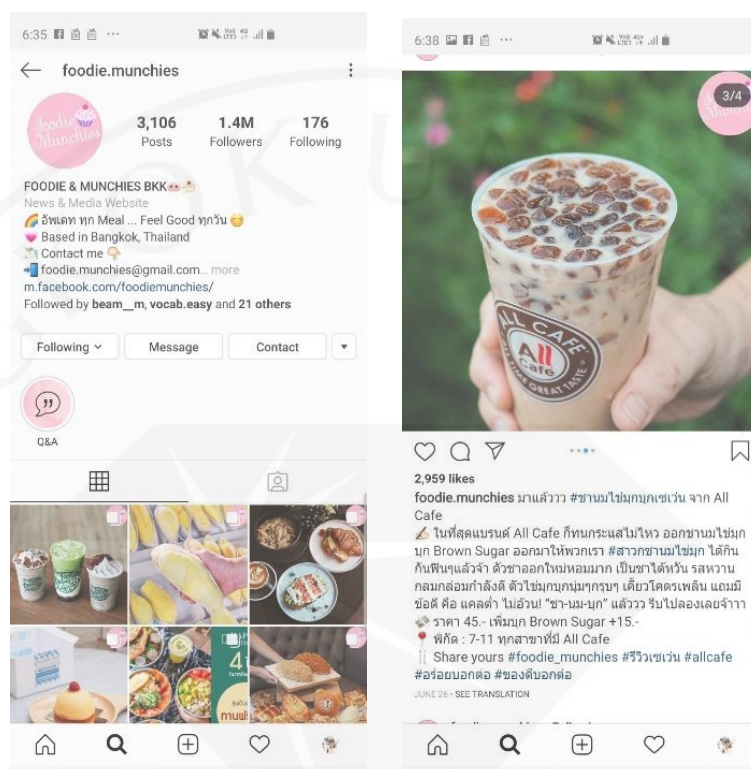 6:35
foodie.munchies
Foodie
Munchies
3,106 1.4M 176
Posts Followers Following
FOODIE & MUNCHIES BKK
News & Media Website
🌈 อัพเดท ทุก Meal ... Feel Good ทุกวัน 😊
Based in Bangkok, Thailand
Contact me
📲 foodie.munchies@gmail.com... more
m.facebook.com/foodiemunchies/
Followed by beam__m, vocab.easy and 21 others
Following Message Contact
Q&A
6:38
3/4
ALL CAFE
All
Cafe
GREAT TASTE
2,959 likes
foodie.munchies มาแล้ววว #ชานมไข่มุกบุกเซเว่น จาก All
Cafe
✍ ในที่สุดแบรนด์ All Cafe ก็ทนกระแสไม่ไหว ออกชานมไข่มุก
บุก Brown Sugar ออกมาให้พวกเรา #สาวกชานมไข่มุก ได้กิน
กันฟินๆแล้วจ้า ตัวชาออกใหม่หอมมาก เป็นชาไต้หวัน รสหวาน
กลมกล่อมกำลังดี ตัวไข่มุกบุกนุ่มๆกรุบๆ เคี้ยวโคตรเพลิน แถมมี
ข้อดี คือ แคลต่ำ ไม่อ้วน! "ชา-นม-บุก" แล้ววว รีบไปลองเลยจ้าาา
ราคา 45.- เพิ่มบุก Brown Sugar +15.-
📍 พิกัด : 7-11 ทุกสาขาที่มี All Cafe
🍴 Share yours #foodie_munchies #รีวิวเซเว่น #allcafe
#อร่อยบอกต่อ #ของดีบอกต่อ
JUNE 26 • SEE TRANSLATION